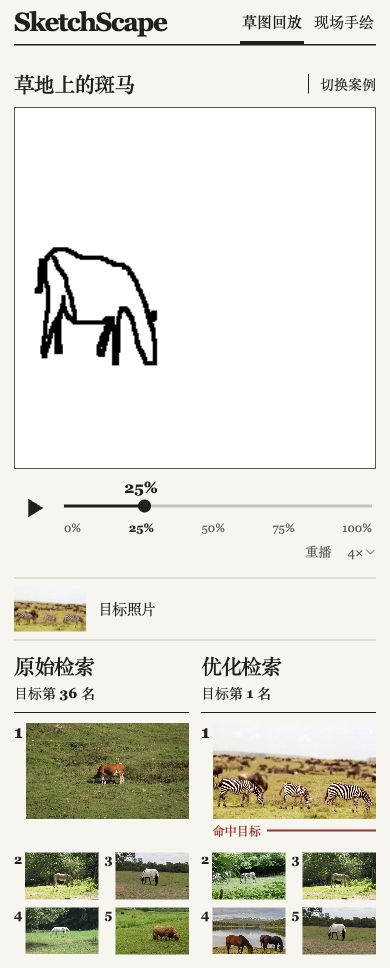 SketchScape 草图回放 现场手绘
草地上的斑马 切换案例
25%
0% 25% 50% 75% 100%
重播 4×
目标照片
原始检索 优化检索
目标第 36 名 目标第 1 名
1 1
命中目标
2 3 2 3
4 5 4 5